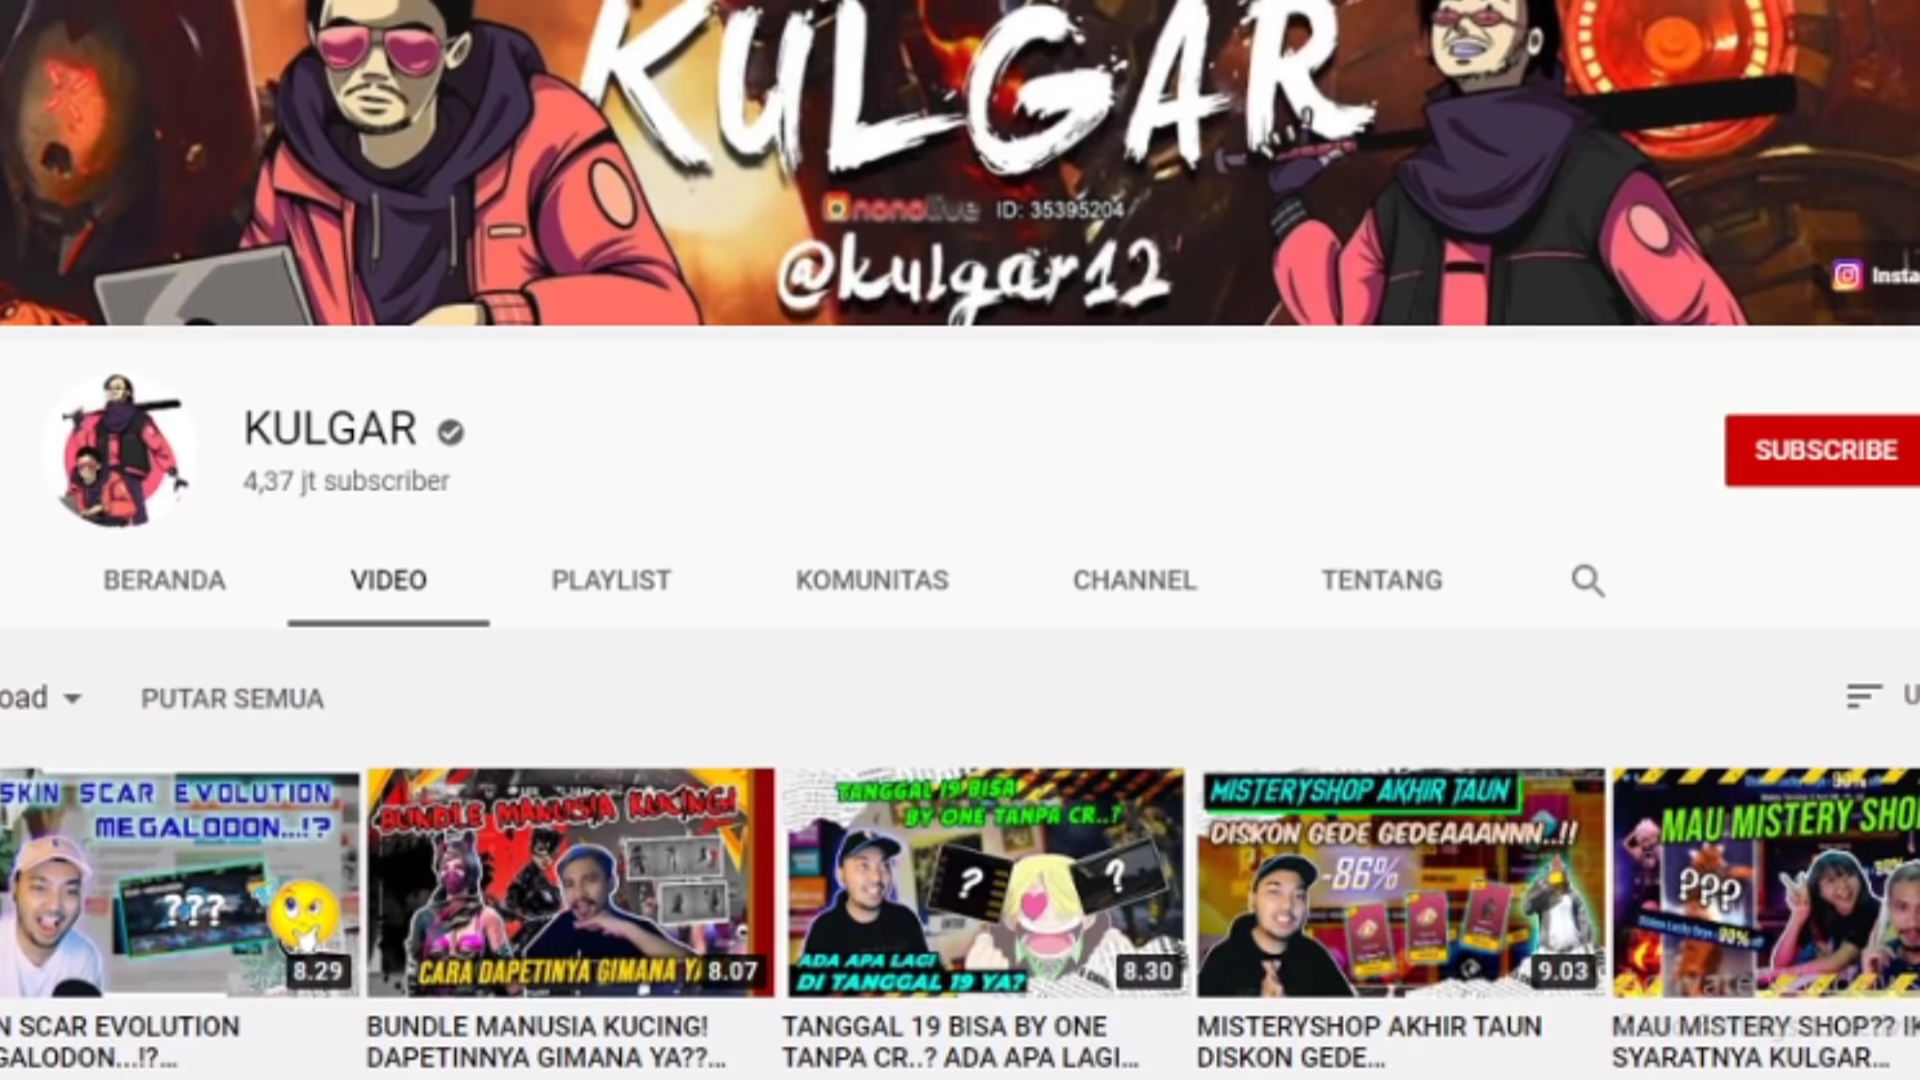 KULGAR
nonolive ID: 35395204
@kulgar12
Insta
KULGAR
4,37 jt subscriber
SUBSCRIBE
BERANDA VIDEO PLAYLIST KOMUNITAS CHANNEL TENTANG
oad PUTAR SEMUA U
SKIN SCAR EVOLUTION
MEGALODON...!?
???
8.29
N SCAR EVOLUTION
GALODON...!?...
BUNDLE MANUSIA KUCING!
CARA DAPETINYA GIMANA YA
8.07
BUNDLE MANUSIA KUCING!
DAPETINNYA GIMANA YA??...
TANGGAL 19 BISA
BY ONE TANPA CR..?
? ?
ADA APA LAGI
DI TANGGAL 19 YA?
8.30
TANGGAL 19 BISA BY ONE
TANPA CR..? ADA APA LAGI...
MISTERYSHOP AKHIR TAUN
DISKON GEDE GEDEAAANNN..!!
-86%
9.03
MISTERYSHOP AKHIR TAUN
DISKON GEDE...
MAU MISTERY SHO
???
90%
MAU MISTERY SHOP?? IK
SYARATNYA KULGAR...